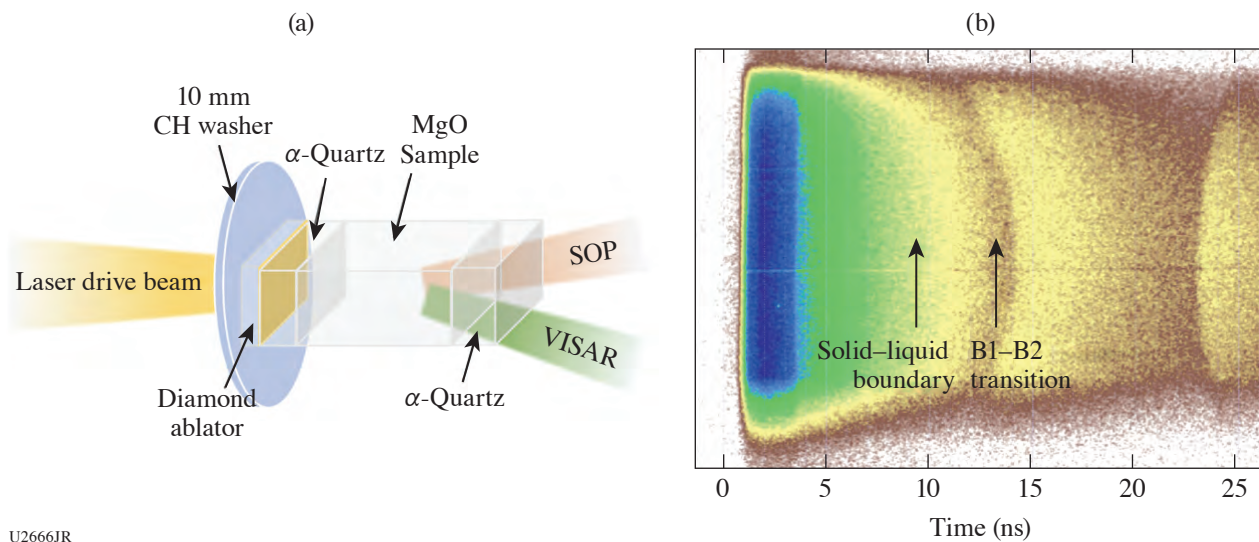 (a)
10 mm
CH washer
α-Quartz
MgO
Sample
Laser drive beam
SOP
VISAR
Diamond
ablator
α-Quartz
U2666JR
(b)
Solid–liquid
boundary
B1–B2
transition
0 5 10 15 20 25
Time (ns)